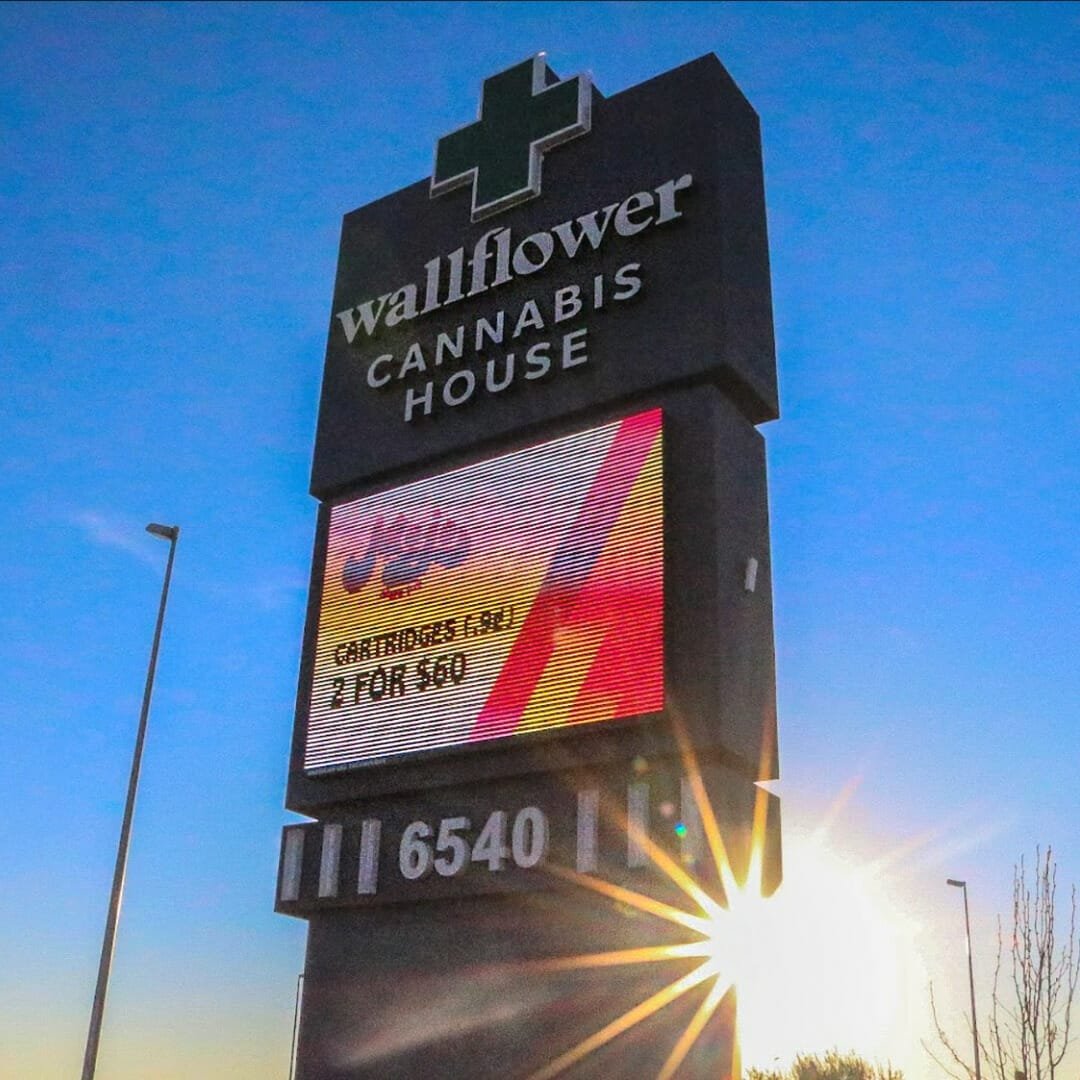 wallflower
CANNABIS
HOUSE
CARTRIDGES (.9g)
2 FOR $60
6540